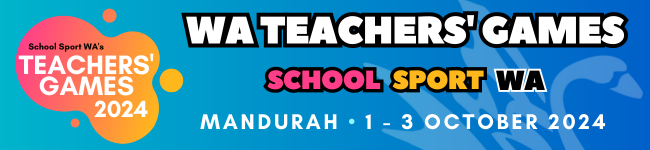 School Sport WA's
TEACHERS'
GAMES
2024
WA TEACHERS' GAMES
SCHOOL SPORT WA
MANDURAH • 1 - 3 OCTOBER 2024